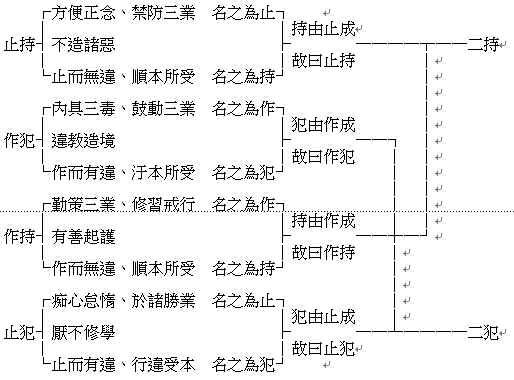 方便正念、禁防三業 名之為止
持由止成
止持 不造諸惡 二持
故曰止持
止而無違、順本所受 名之為持
內具三毒、鼓動三業 名之為作
犯由作成
作犯 違教造境
故曰作犯
作而有違、汙本所受 名之為犯
勤策三業、修習戒行 名之為作
持由作成
作持 有善起護
故曰作持
作而無違、順本所受 名之為持
痴心怠惰、於諸勝業 名之為止
犯由止成
止犯 厭不修學 二犯
故曰止犯
止而有違、行違受本 名之為犯